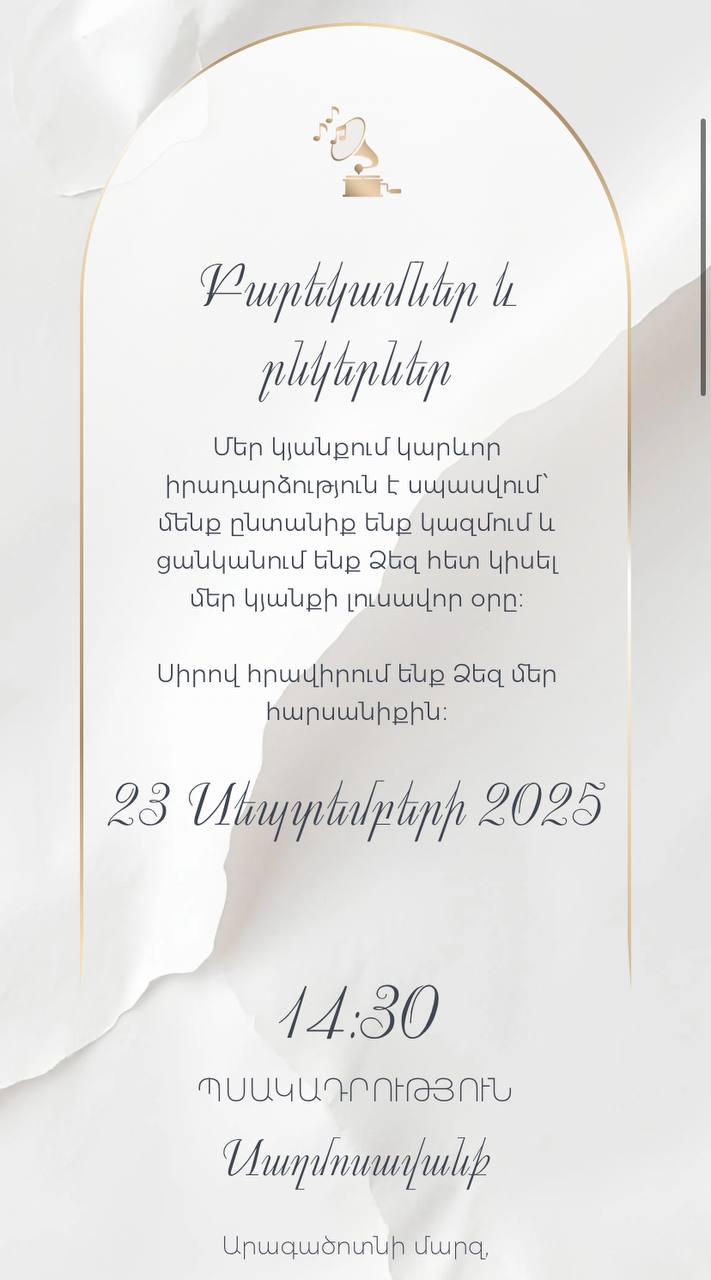 Բարեկամներ և
ընկերներ
Մեր կյանքում կարևոր
իրադարձություն է սպասվում՝
մենք ընտանիք ենք կազմում և
ցանկանում ենք Ձեզ հետ կիսել
մեր կյանքի լուսավոր օրը։
Սիրով հրավիրում ենք Ձեզ մեր
հարսանիքին։
23 Սեպտեմբերի 2025
14:30
ՊՍԱԿԱԴՐՈՒԹՅՈՒՆ
Սաղմոսավանք
Արագածոտնի մարզ,